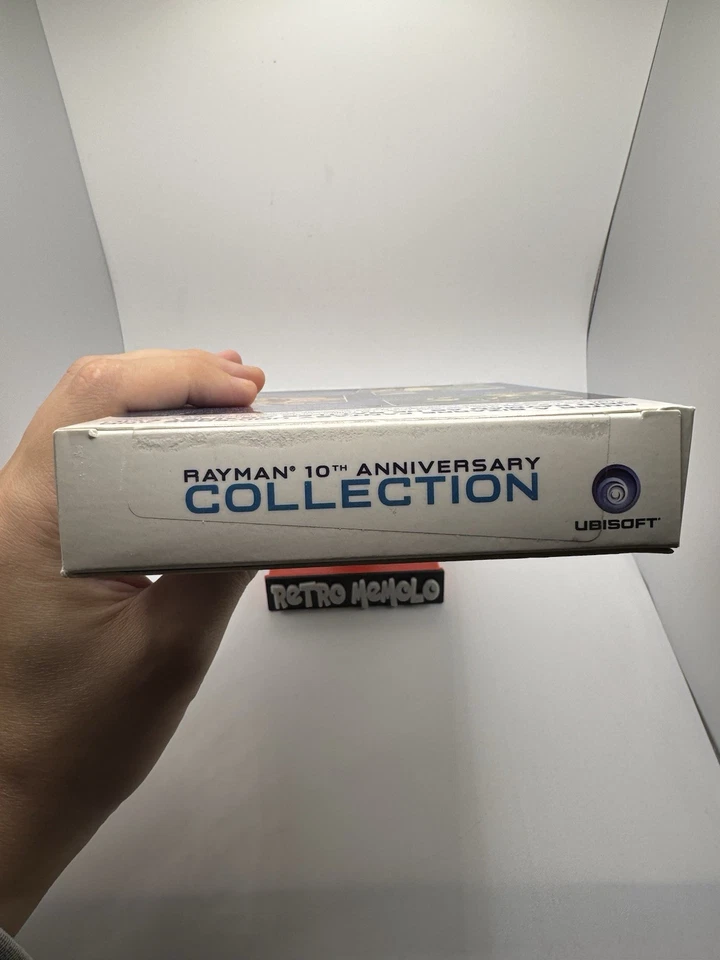 RAYMAN® 10TH ANNIVERSARY
COLLECTION
UBISOFT
RETRO MEMOLO